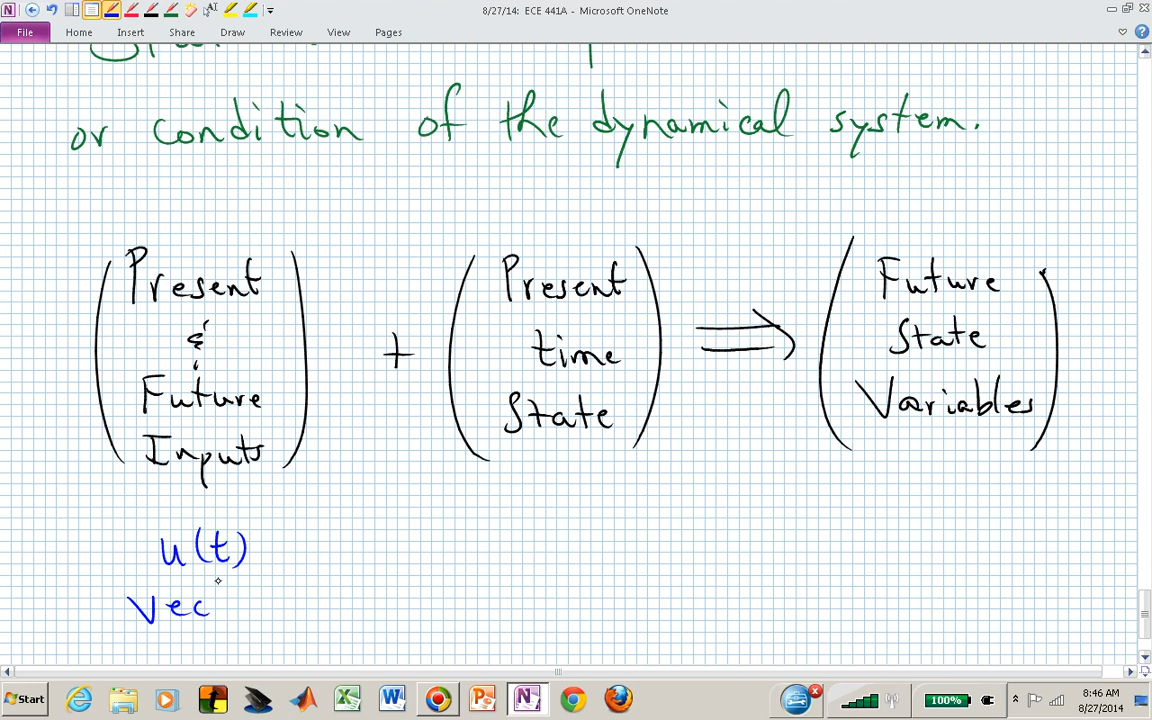 8/27/14: ECE 441A - Microsoft OneNote
File Home Insert Share Draw Review View Pages
or condition of the dynamical system.
Present
&
Future
Inputs
+
Present
time
State
⇒
Future
State
Variables
u(t)
Vec
Start
100%
8:46 AM
8/27/2014